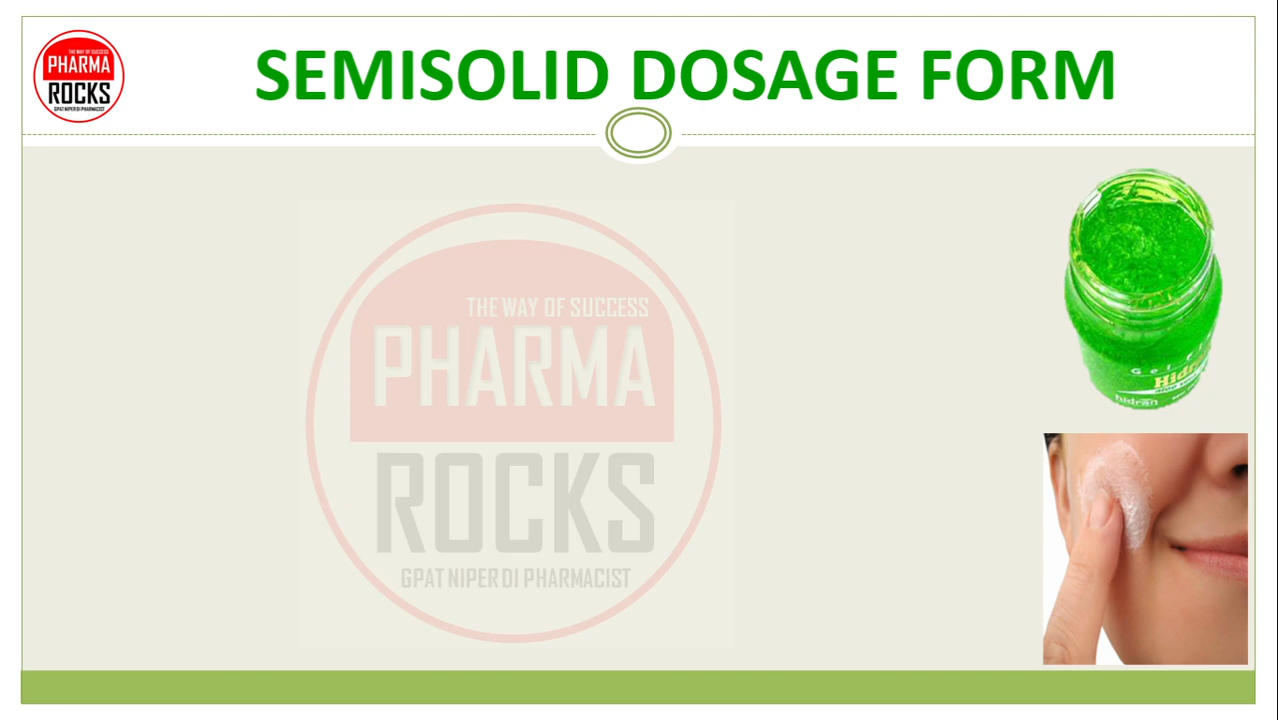 SEMISOLID DOSAGE FORM
THE WAY OF SUCCESS
PHARMA
ROCKS
GPAT NIPER DI PHARMACIST
THE WAY OF SUCCESS
PHARMA
ROCKS
GPAT NIPER DI PHARMACIST
hidran